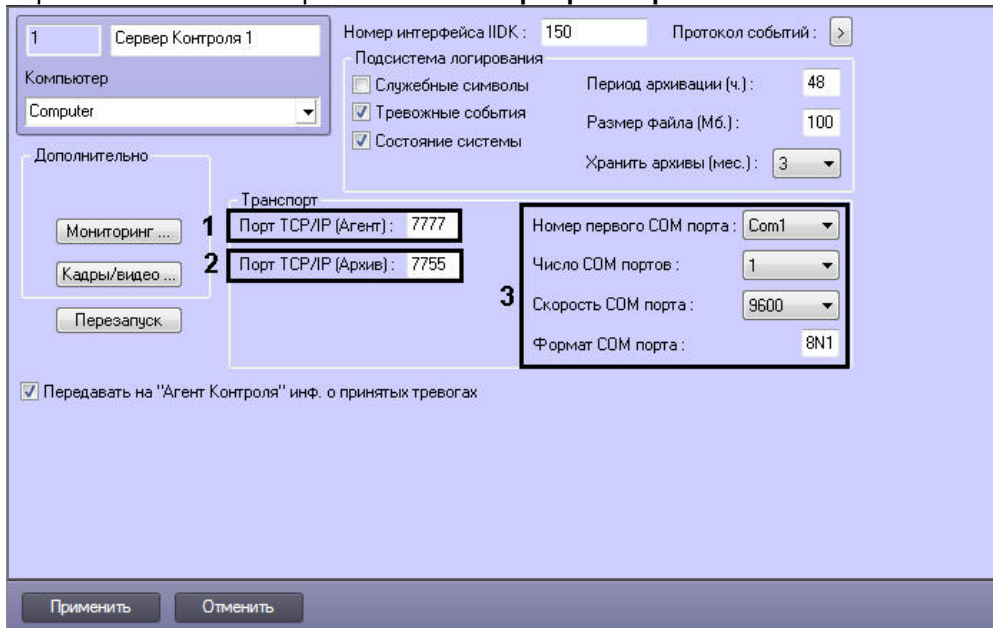 1
Сервер Контроля 1
Компьютер
Computer
Номер интерфейса IIDK : 150
Протокол событий : >
Подсистема логирования
Служебные символы
Тревожные события
Состояние системы
Период архивации (ч.) : 48
Размер файла (Мб.) : 100
Хранить архивы (мес.) : 3
Дополнительно
Мониторинг ...
Кадры/видео ...
Перезапуск
Транспорт
1 Порт TCP/IP (Агент) : 7777
2 Порт TCP/IP (Архив) : 7755
3
Номер первого COM порта : Com1
Число COM портов : 1
Скорость COM порта : 9600
Формат COM порта : 8N1
Передавать на "Агент Контроля" инф. о принятых тревогах
Применить Отменить